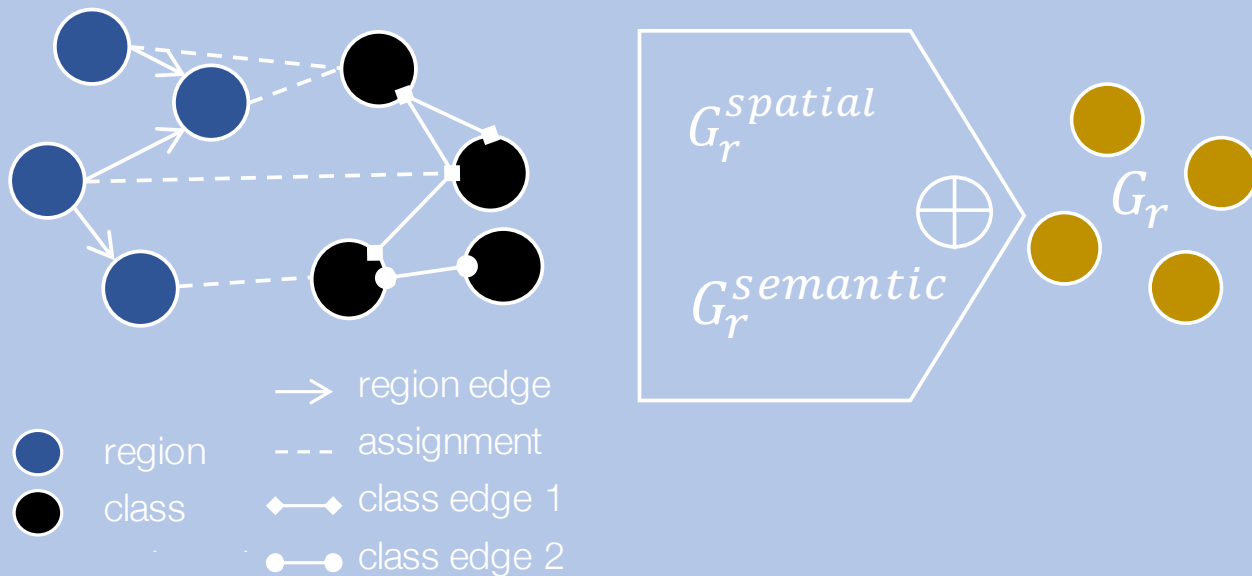 G_r^{spatial}
G_r^{semantic}
G_r
region edge
assignment
class edge 1
class edge 2
region
class